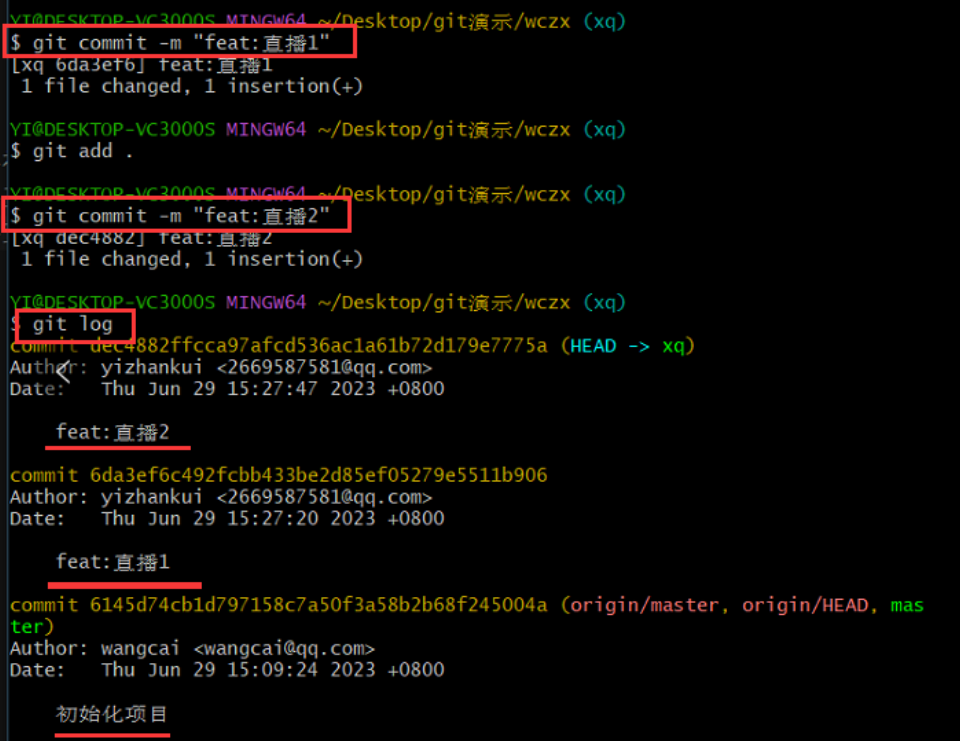 YI@DESKTOP-VC3000S MINGW64 ~/Desktop/git演示/wczx (xq)
$ git commit -m "feat:直播1"
[xq 6da3ef6] feat:直播1
 1 file changed, 1 insertion(+)
YI@DESKTOP-VC3000S MINGW64 ~/Desktop/git演示/wczx (xq)
$ git add .
YI@DESKTOP-VC3000S MINGW64 ~/Desktop/git演示/wczx (xq)
$ git commit -m "feat:直播2"
[xq dec4882] feat:直播2
 1 file changed, 1 insertion(+)
YI@DESKTOP-VC3000S MINGW64 ~/Desktop/git演示/wczx (xq)
$ git log
commit dec4882ffcca97afcd536ac1a61b72d179e7775a (HEAD -> xq)
Author: yizhankui <2669587581@qq.com>
Date:   Thu Jun 29 15:27:47 2023 +0800
    feat:直播2
commit 6da3ef6c492fcbb433be2d85ef05279e5511b906
Author: yizhankui <2669587581@qq.com>
Date:   Thu Jun 29 15:27:20 2023 +0800
    feat:直播1
commit 6145d74cb1d797158c7a50f3a58b2b68f245004a (origin/master, origin/HEAD, mas
ter)
Author: wangcai <wangcai@qq.com>
Date:   Thu Jun 29 15:09:24 2023 +0800
    初始化项目